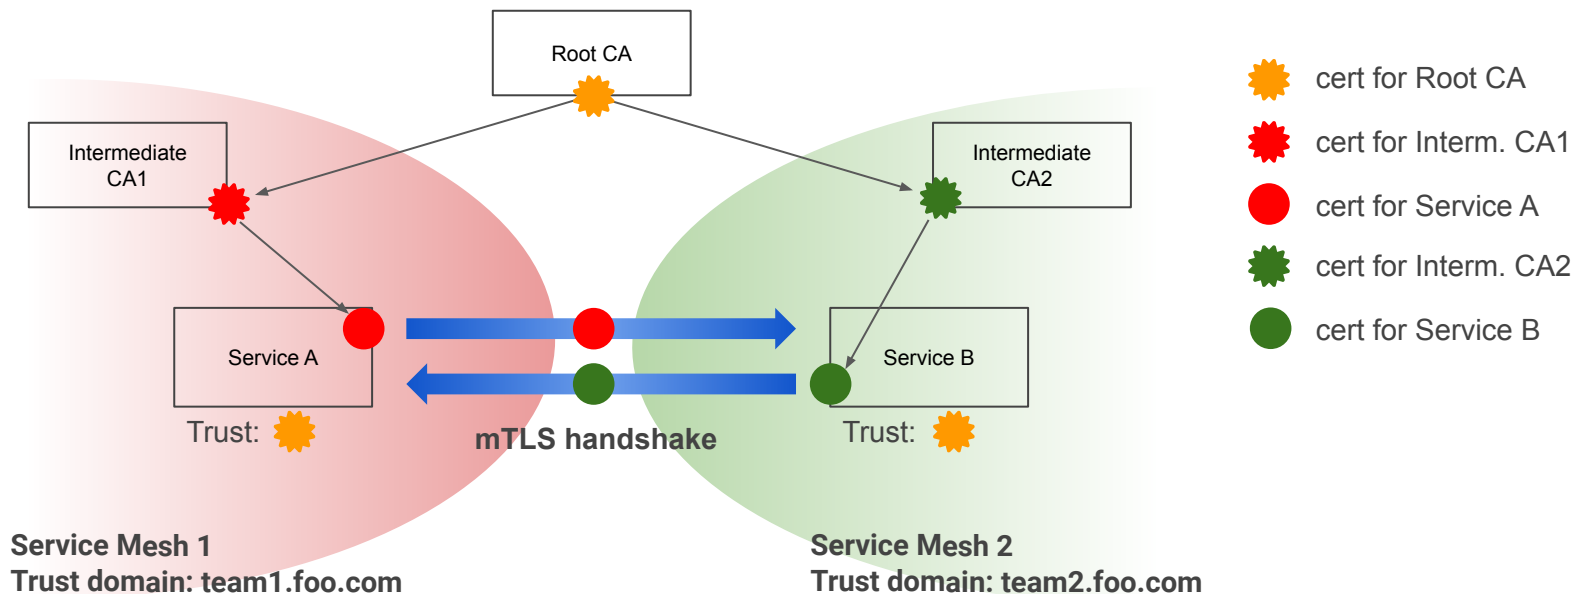 Root CA
Intermediate
CA1
Intermediate
CA2
Service A
Service B
Trust:
Trust:
mTLS handshake
Service Mesh 1
Trust domain: team1.foo.com
Service Mesh 2
Trust domain: team2.foo.com
cert for Root CA
cert for Interm. CA1
cert for Service A
cert for Interm. CA2
cert for Service B